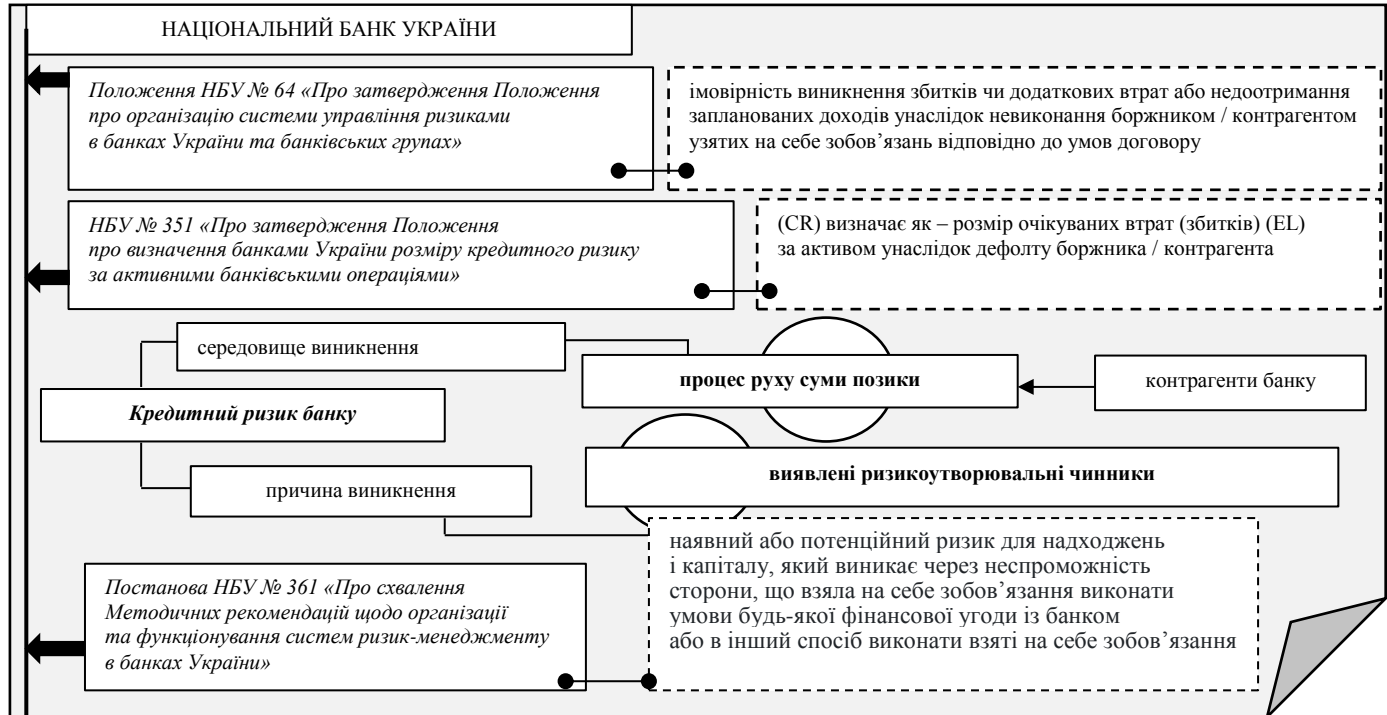 НАЦІОНАЛЬНИЙ БАНК УКРАЇНИ
Положення НБУ № 64 «Про затвердження Положення
про організацію системи управління ризиками
в банках України та банківських групах»
імовірність виникнення збитків чи додаткових втрат або недоотримання
запланованих доходів унаслідок невиконання боржником / контрагентом
узятих на себе зобов’язань відповідно до умов договору
НБУ № 351 «Про затвердження Положення
про визначення банками України розміру кредитного ризику
за активними банківськими операціями»
(CR) визначає як – розмір очікуваних втрат (збитків) (EL)
за активом унаслідок дефолту боржника / контрагента
середовище виникнення
процес руху суми позики
контрагенти банку
Кредитний ризик банку
виявлені ризикоутворювальні чинники
причина виникнення
наявний або потенційний ризик для надходжень
і капіталу, який виникає через неспроможність
сторони, що взяла на себе зобов’язання виконати
умови будь-якої фінансової угоди із банком
або в інший спосіб виконати взяті на себе зобов’язання
Постанова НБУ № 361 «Про схвалення
Методичних рекомендацій щодо організації
та функціонування систем ризик-менеджменту
в банках України»